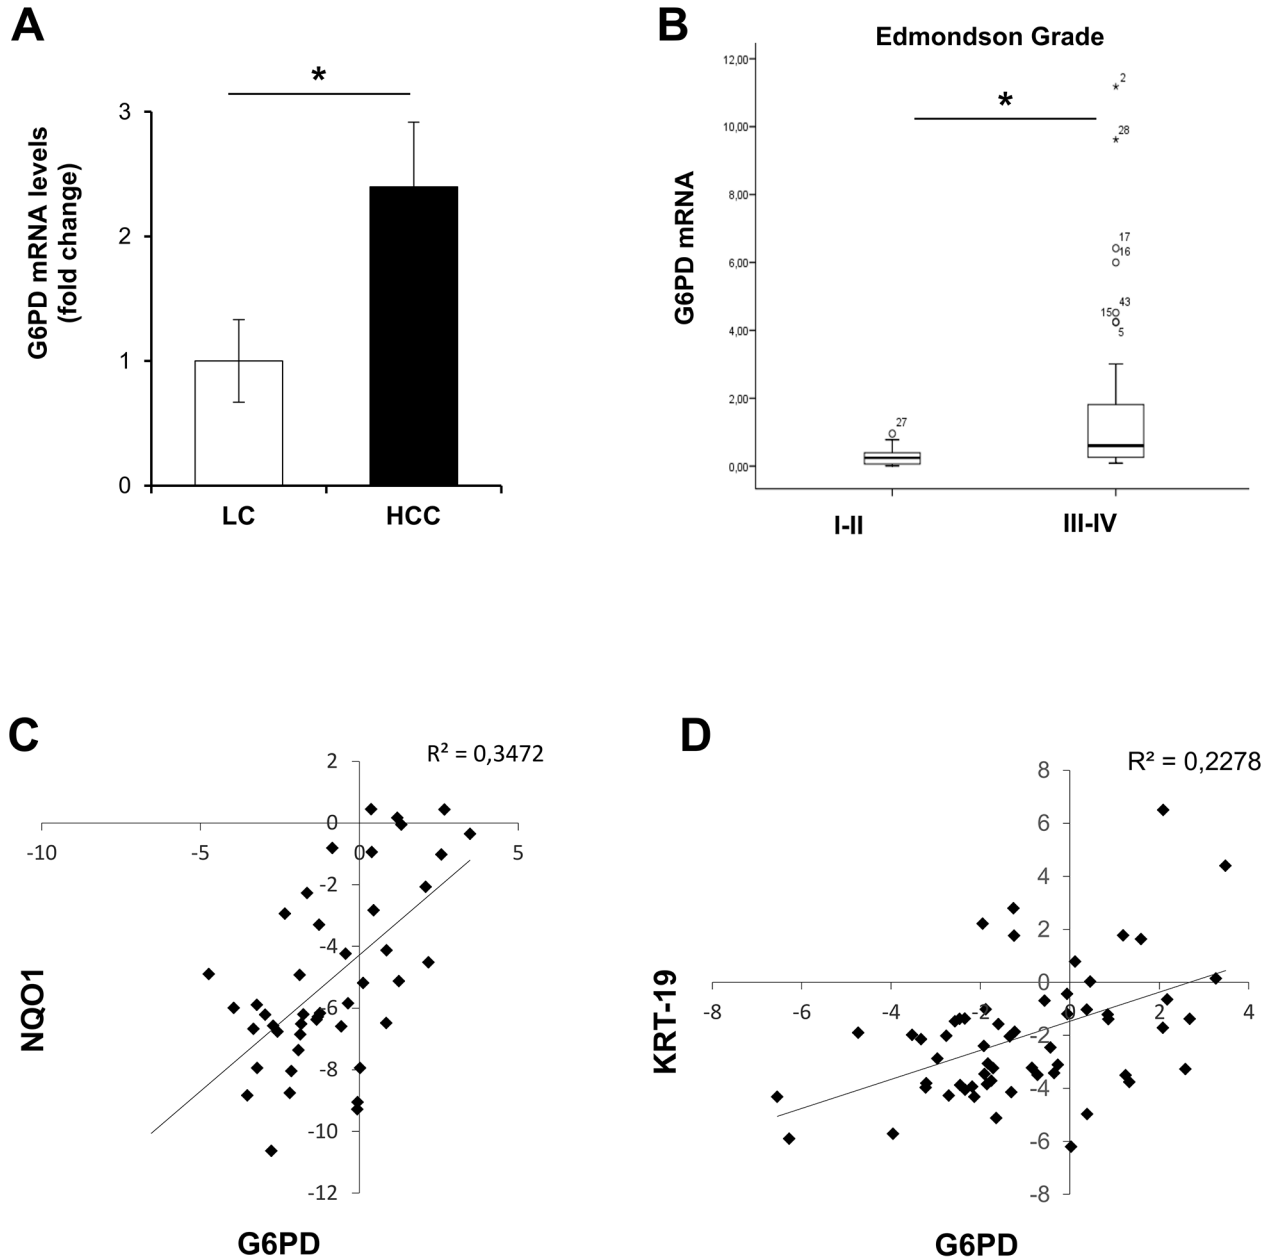 A
*
G6PD mRNA levels
(fold change)
3
2
1
0
LC
HCC
B
Edmondson Grade
*
G6PD mRNA
12,00
10,00
8,00
6,00
4,00
2,00
0,00
27
* 2
* 28
17
16
43
15
5
I-II
III-IV
C
R² = 0,3472
NQO1
2
0
-2
-4
-6
-8
-10
-12
-10
-5
0
5
G6PD
D
R² = 0,2278
KRT-19
8
6
4
2
0
-2
-4
-6
-8
-8
-6
-4
-2
0
2
4
G6PD